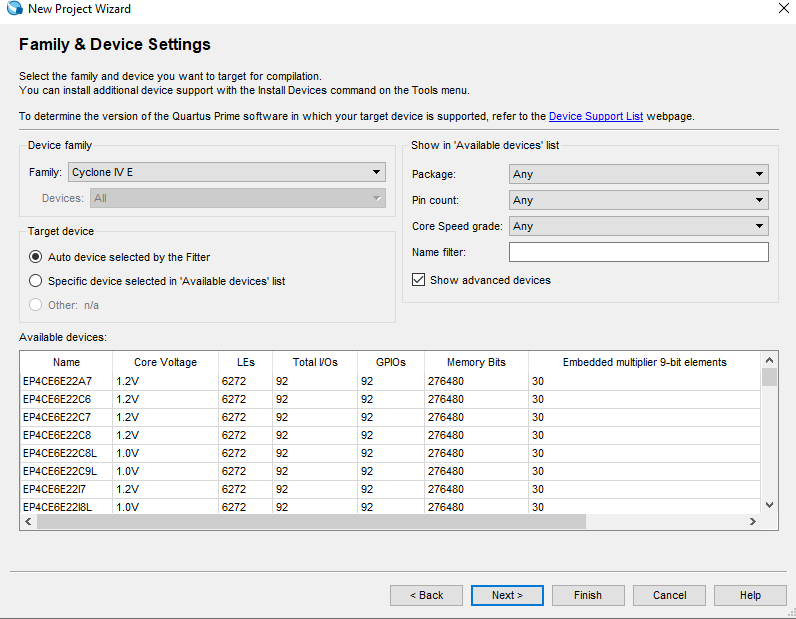 New Project Wizard
Family & Device Settings
Select the family and device you want to target for compilation.
You can install additional device support with the Install Devices command on the Tools menu.
To determine the version of the Quartus Prime software in which your target device is supported, refer to the Device Support List webpage.
Device family
Family: Cyclone IV E
Devices: All
Target device
Auto device selected by the Fitter
Specific device selected in 'Available devices' list
Other: n/a
Show in 'Available devices' list
Package: Any
Pin count: Any
Core Speed grade: Any
Name filter:
Show advanced devices
Available devices:
Name Core Voltage LEs Total I/Os GPIOs Memory Bits Embedded multiplier 9-bit elements
EP4CE6E22A7 1.2V 6272 92 92 276480 30
EP4CE6E22C6 1.2V 6272 92 92 276480 30
EP4CE6E22C7 1.2V 6272 92 92 276480 30
EP4CE6E22C8 1.2V 6272 92 92 276480 30
EP4CE6E22C8L 1.0V 6272 92 92 276480 30
EP4CE6E22C9L 1.0V 6272 92 92 276480 30
EP4CE6E22I7 1.2V 6272 92 92 276480 30
EP4CE6E22I8L 1.0V 6272 92 92 276480 30
< Back
Next >
Finish
Cancel
Help